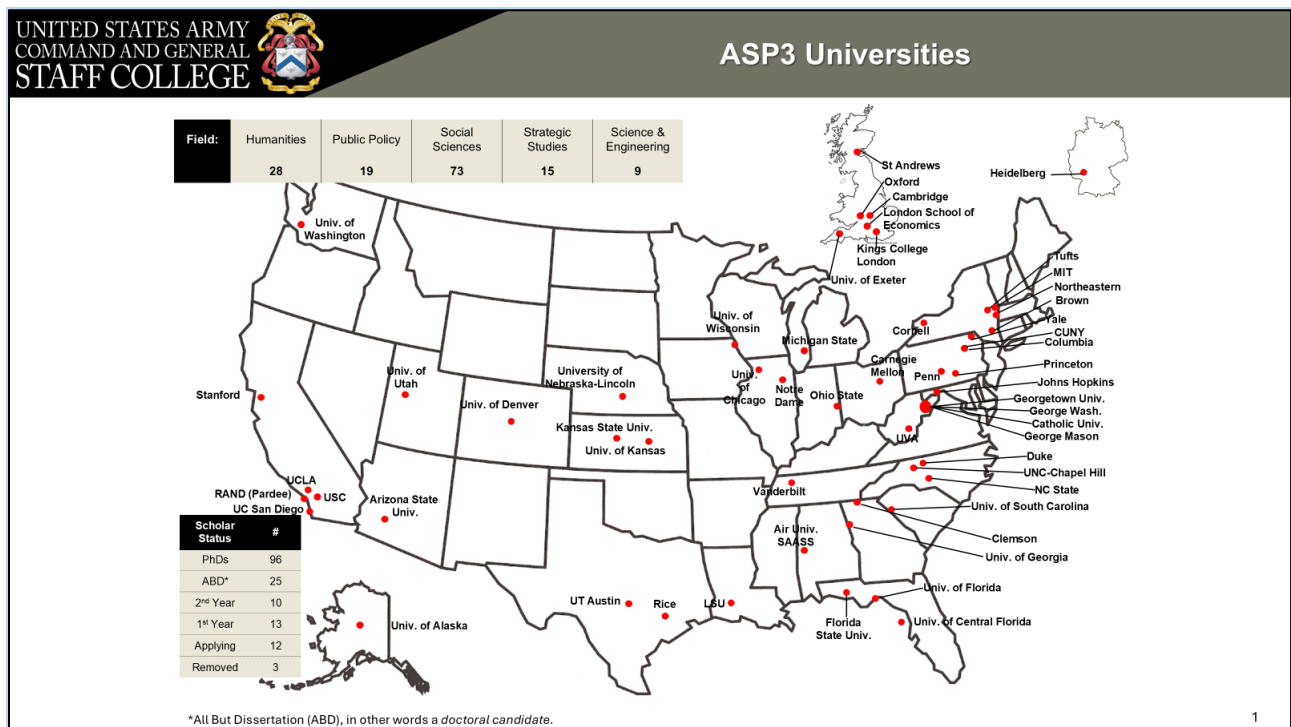 UNITED STATES ARMY
COMMAND AND GENERAL
STAFF COLLEGE
ASP3 Universities
Field: Humanities Public Policy Social Sciences Strategic Studies Science & Engineering
28 19 73 15 9
St Andrews
Oxford
Cambridge
London School of
Economics
Kings College
London
Univ. of Exeter
Heidelberg
Univ. of
Washington
Tufts
MIT
Northeastern
Brown
Yale
CUNY
Columbia
Cornell
Univ. of
Wisconsin
Michigan State
Carnegie
Mellon
Penn
Princeton
Johns Hopkins
Georgetown Univ.
George Wash.
Catholic Univ.
George Mason
Stanford
Univ. of
Utah
University of
Nebraska-Lincoln
Univ. of Denver
Kansas State Univ.
Univ. of Kansas
Univ.
of
Chicago
Notre
Dame
Ohio State
UVA
Duke
UNC-Chapel Hill
NC State
Univ. of South Carolina
Clemson
Univ. of Georgia
Vanderbilt
Air Univ.
SAASS
UCLA
RAND (Pardee)
USC
UC San Diego
Arizona State
Univ.
UT Austin
Rice
LSU
Univ. of Florida
Florida
State Univ.
Univ. of Central Florida
Univ. of Alaska
Scholar Status #
PhDs 96
ABD* 25
2nd Year 10
1st Year 13
Applying 12
Removed 3
*All But Dissertation (ABD), in other words a doctoral candidate.
1